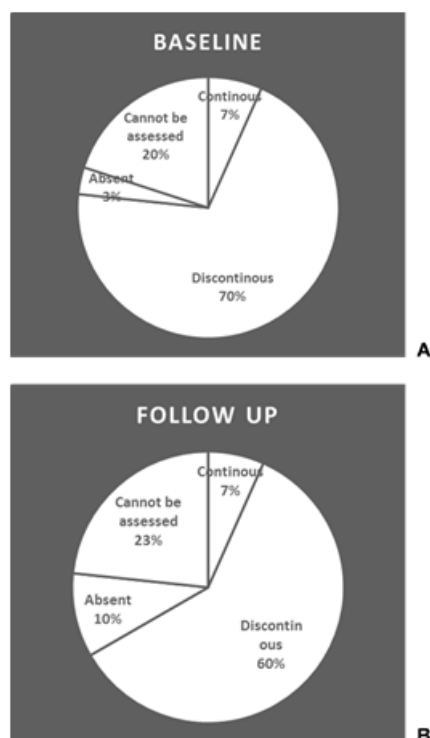 BASELINE
Continous
7%
Cannot be
assessed
20%
Absent
3%
Discontinous
70%
A
FOLLOW UP
Continous
7%
Cannot be
assessed
23%
Absent
10%
Discontin
ous
60%
B